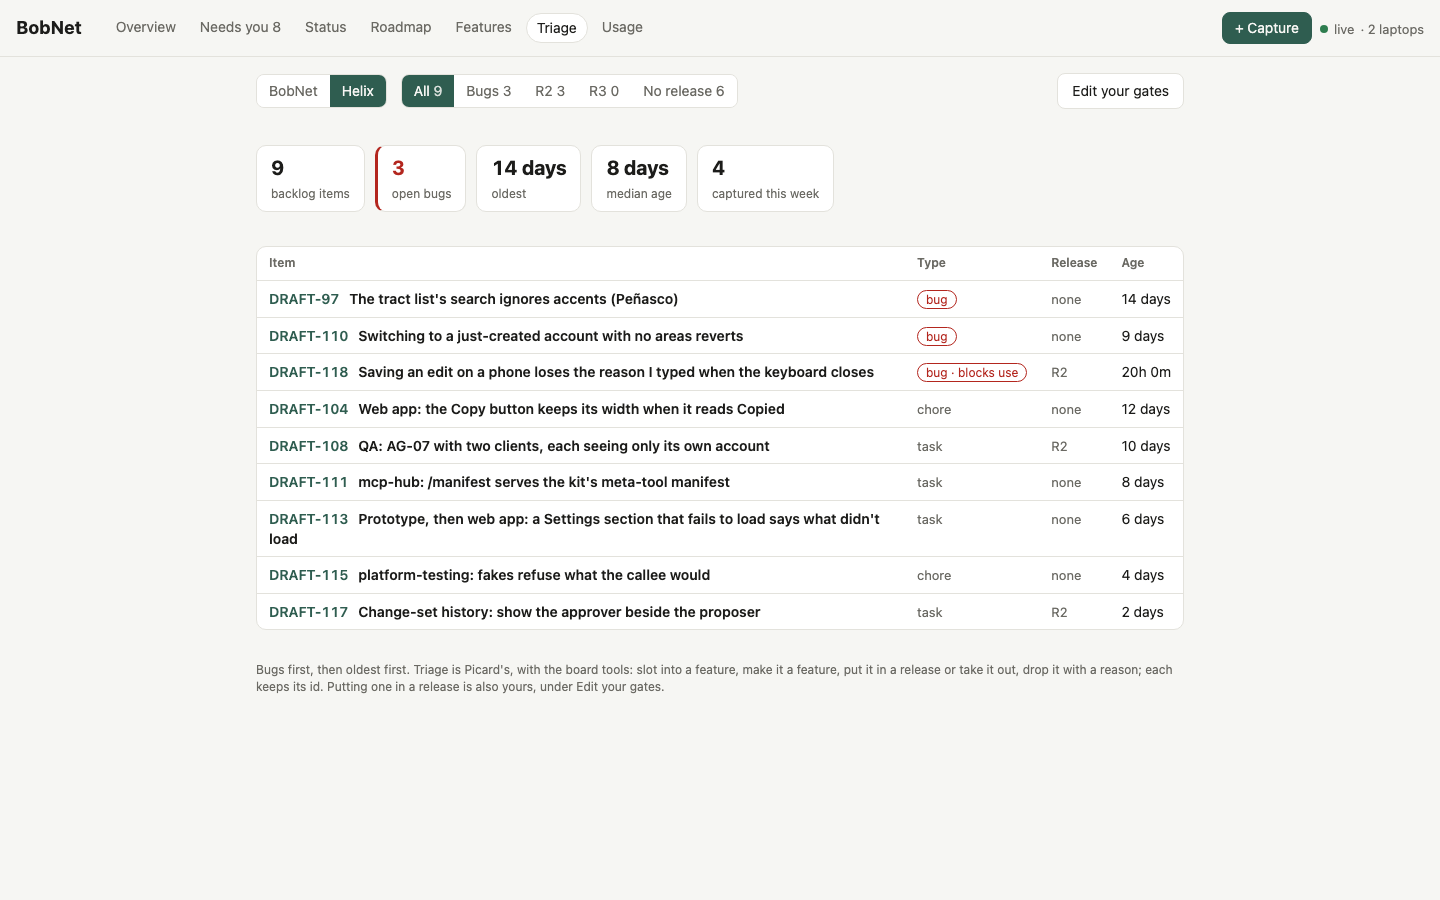 BobNet Overview Needs you 8 Status Roadmap Features Triage Usage + Capture live · 2 laptops
BobNet Helix All 9 Bugs 3 R2 3 R3 0 No release 6 Edit your gates
9 3 14 days 8 days 4
backlog items open bugs oldest median age captured this week
Item Type Release Age
DRAFT-97 The tract list's search ignores accents (Peñasco) bug none 14 days
DRAFT-110 Switching to a just-created account with no areas reverts bug none 9 days
DRAFT-118 Saving an edit on a phone loses the reason I typed when the keyboard closes bug · blocks use R2 20h 0m
DRAFT-104 Web app: the Copy button keeps its width when it reads Copied chore none 12 days
DRAFT-108 QA: AG-07 with two clients, each seeing only its own account task R2 10 days
DRAFT-111 mcp-hub: /manifest serves the kit's meta-tool manifest task none 8 days
DRAFT-113 Prototype, then web app: a Settings section that fails to load says what didn't task none 6 days
load
DRAFT-115 platform-testing: fakes refuse what the callee would chore none 4 days
DRAFT-117 Change-set history: show the approver beside the proposer task R2 2 days
Bugs first, then oldest first. Triage is Picard's, with the board tools: slot into a feature, make it a feature, put it in a release or take it out, drop it with a reason; each
keeps its id. Putting one in a release is also yours, under Edit your gates.